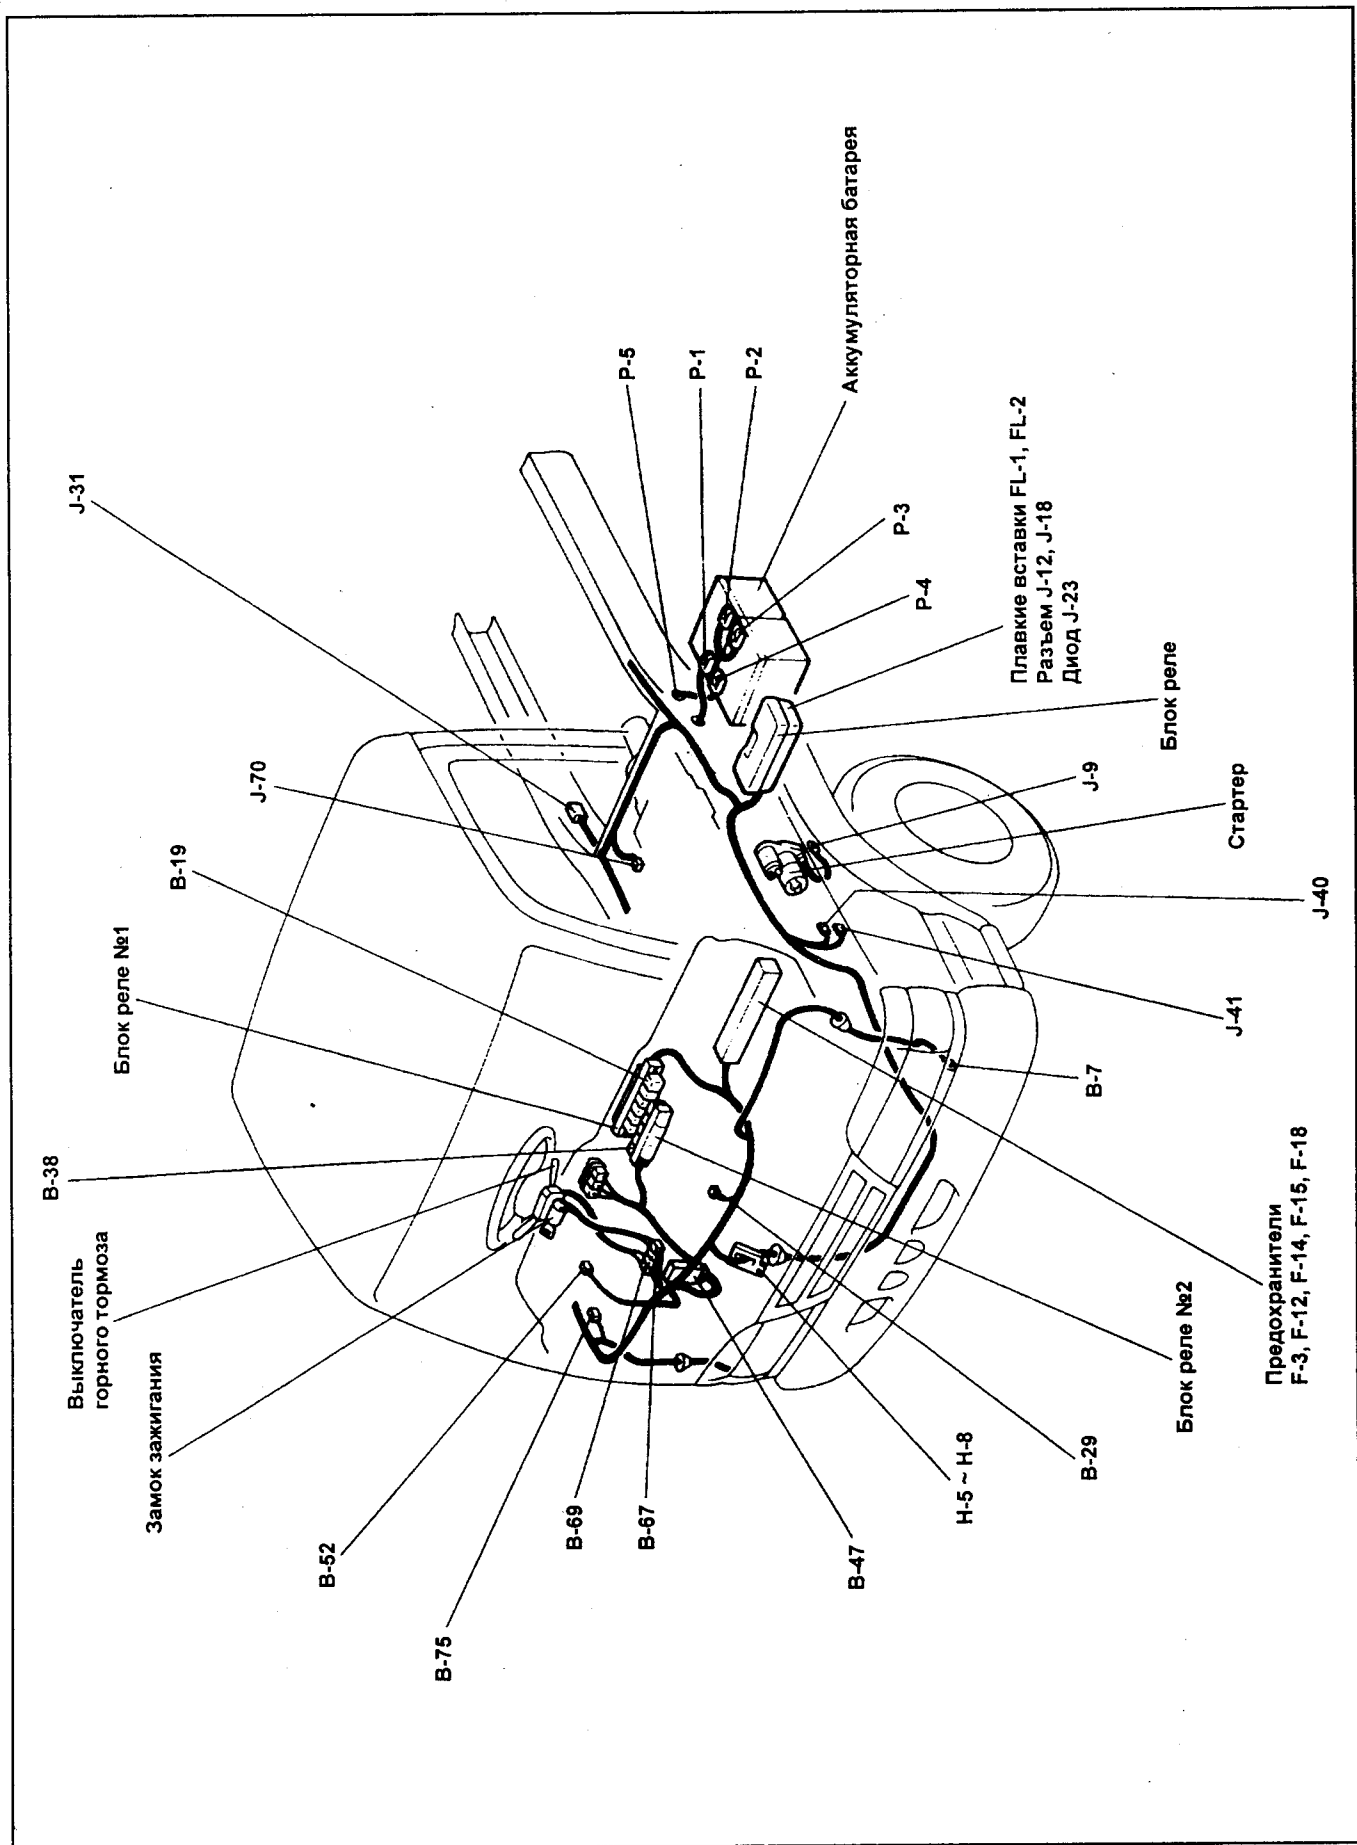 B-38
Выключатель
горного тормоза
Блок реле №1
Замок зажигания
B-19
J-70
J-31
B-52
B-75
B-69
B-67
B-47
H-5 ~ H-8
B-29
Блок реле №2
Предохранители
F-3, F-12, F-14, F-15, F-18
B-7
J-41
J-40
Стартер
J-9
Блок реле
Плавкие вставки FL-1, FL-2
Разъем J-12, J-18
Диод J-23
P-4
P-3
Аккумуляторная батарея
P-2
P-1
P-5